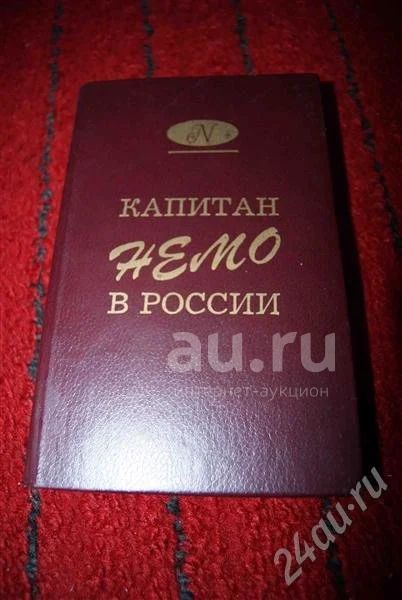 N
КАПИТАН
НЕМО
В РОССИИ
au.ru
интернет-аукцион
24au.ru